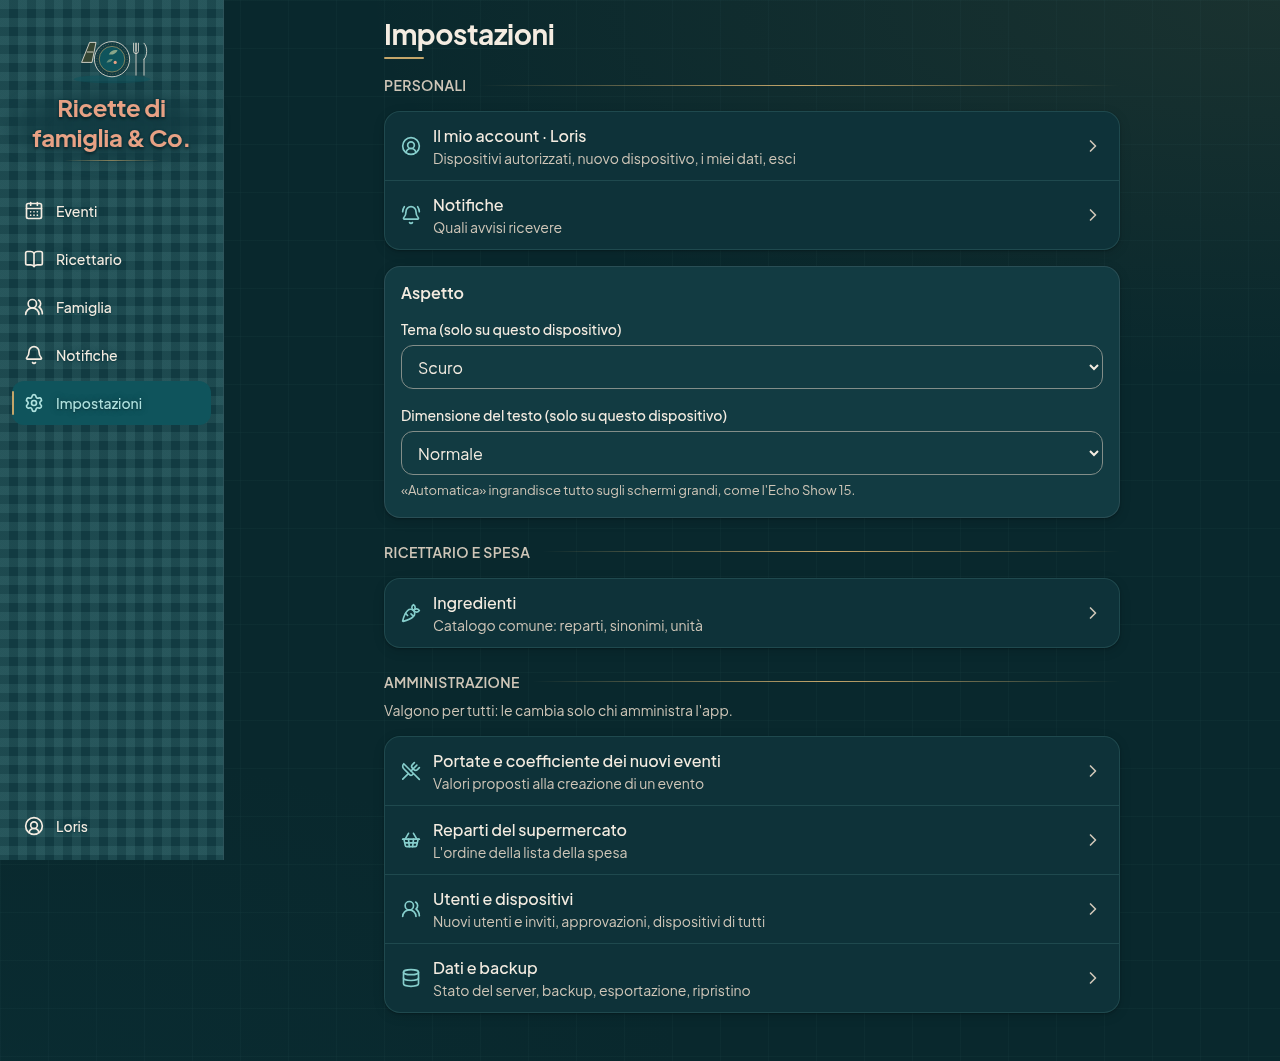 Ricette di
famiglia & Co.
Eventi
Ricettario
Famiglia
Notifiche
Impostazioni
Loris
Impostazioni
PERSONALI
Il mio account · Loris
Dispositivi autorizzati, nuovo dispositivo, i miei dati, esci
Notifiche
Quali avvisi ricevere
Aspetto
Tema (solo su questo dispositivo)
Scuro
Dimensione del testo (solo su questo dispositivo)
Normale
«Automatica» ingrandisce tutto sugli schermi grandi, come l'Echo Show 15.
RICETTARIO E SPESA
Ingredienti
Catalogo comune: reparti, sinonimi, unità
AMMINISTRAZIONE
Valgono per tutti: le cambia solo chi amministra l'app.
Portate e coefficiente dei nuovi eventi
Valori proposti alla creazione di un evento
Reparti del supermercato
L'ordine della lista della spesa
Utenti e dispositivi
Nuovi utenti e inviti, approvazioni, dispositivi di tutti
Dati e backup
Stato del server, backup, esportazione, ripristino